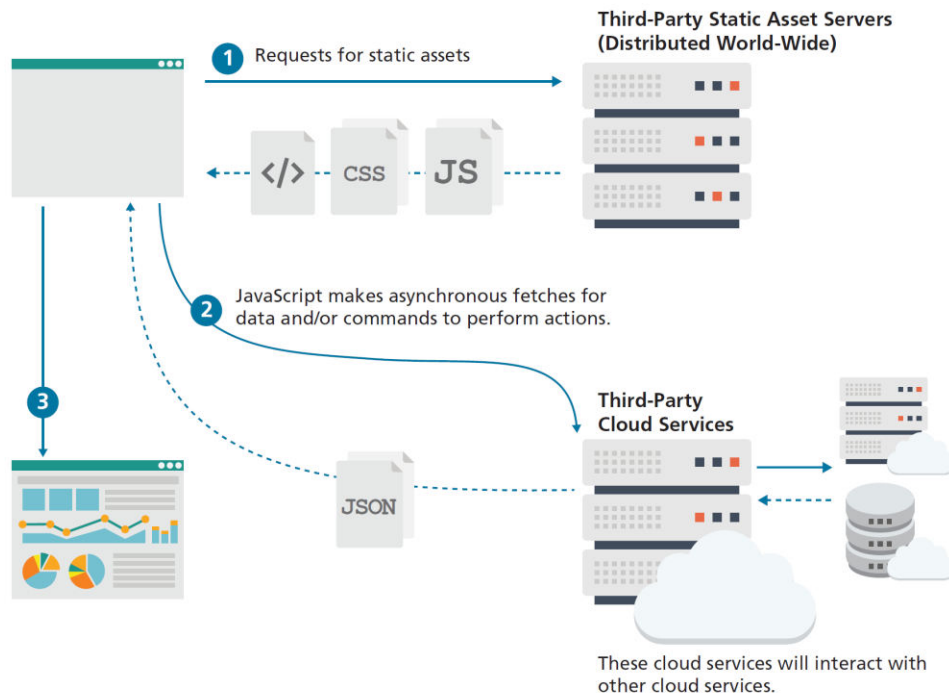 Third-Party Static Asset Servers
(Distributed World-Wide)
1 Requests for static assets
</>
CSS
JS
JavaScript makes asynchronous fetches for
2 data and/or commands to perform actions.
3
Third-Party
Cloud Services
JSON
These cloud services will interact with
other cloud services.